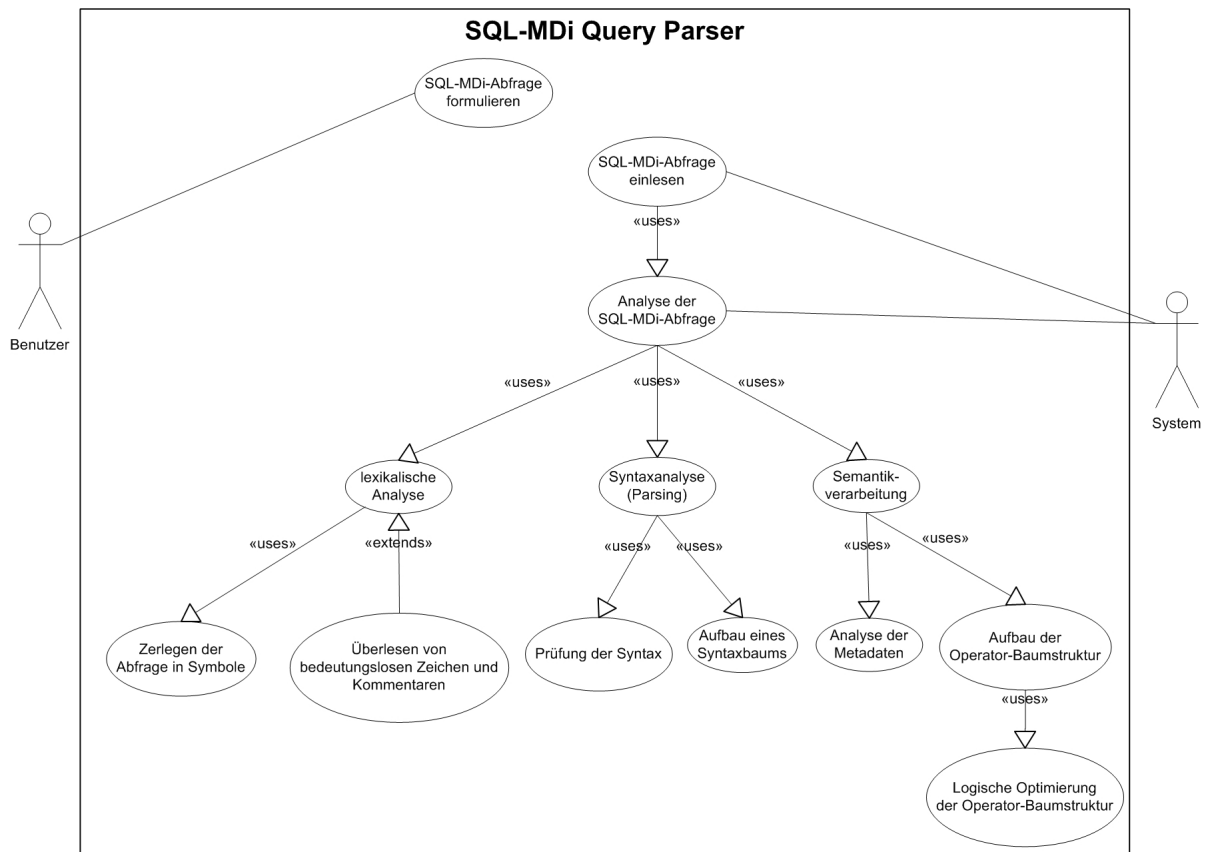 SQL-MDi Query Parser
SQL-MDi-Abfrage
formulieren
SQL-MDi-Abfrage
einlesen
«uses»
Analyse der
SQL-MDi-Abfrage
Benutzer
System
«uses»
«uses»
«uses»
lexikalische
Analyse
Syntaxanalyse
(Parsing)
Semantik-
verarbeitung
«uses»
«extends»
«uses»
«uses»
«uses»
«uses»
Zerlegen der
Abfrage in Symbole
Überlesen von
bedeutungslosen Zeichen und
Kommentaren
Prüfung der Syntax
Aufbau eines
Syntaxbaums
Analyse der
Metadaten
Aufbau der
Operator-Baumstruktur
«uses»
Logische Optimierung
der Operator-Baumstruktur